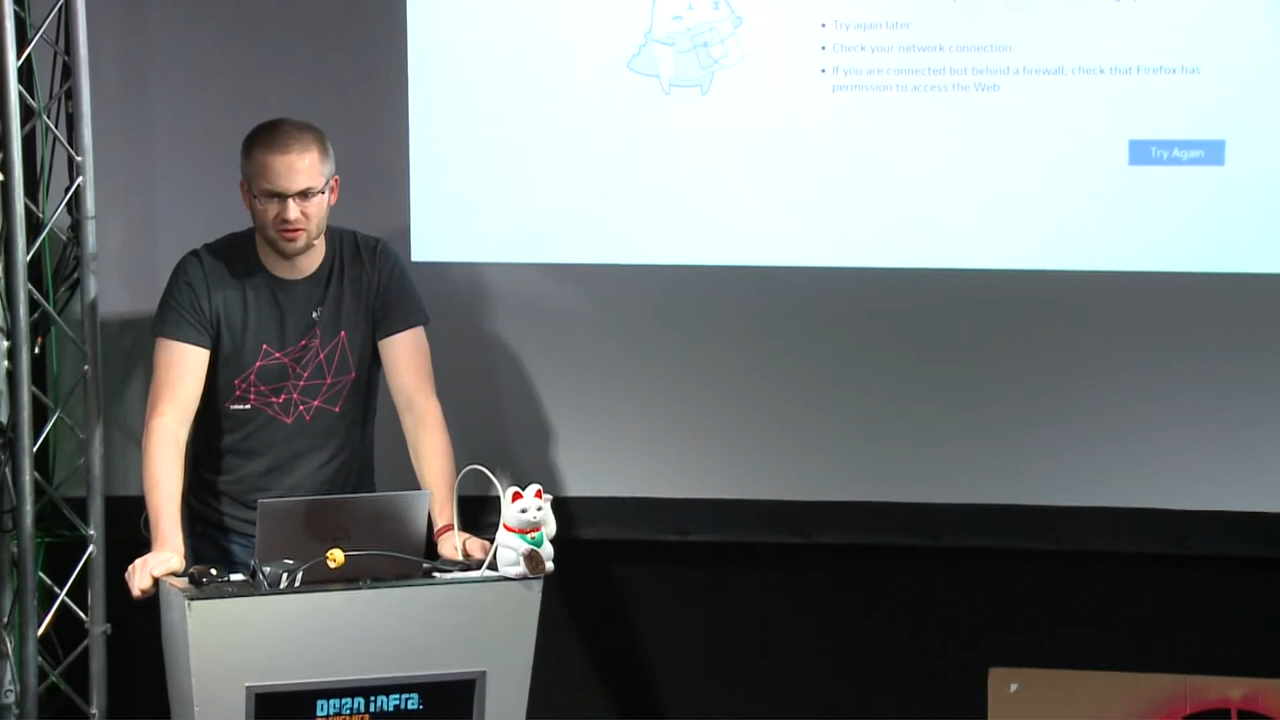 Try again later
Check your network connection
If you are connected but behind a firewall, check that Firefox has
permission to access the Web.
Try Again
open infra: